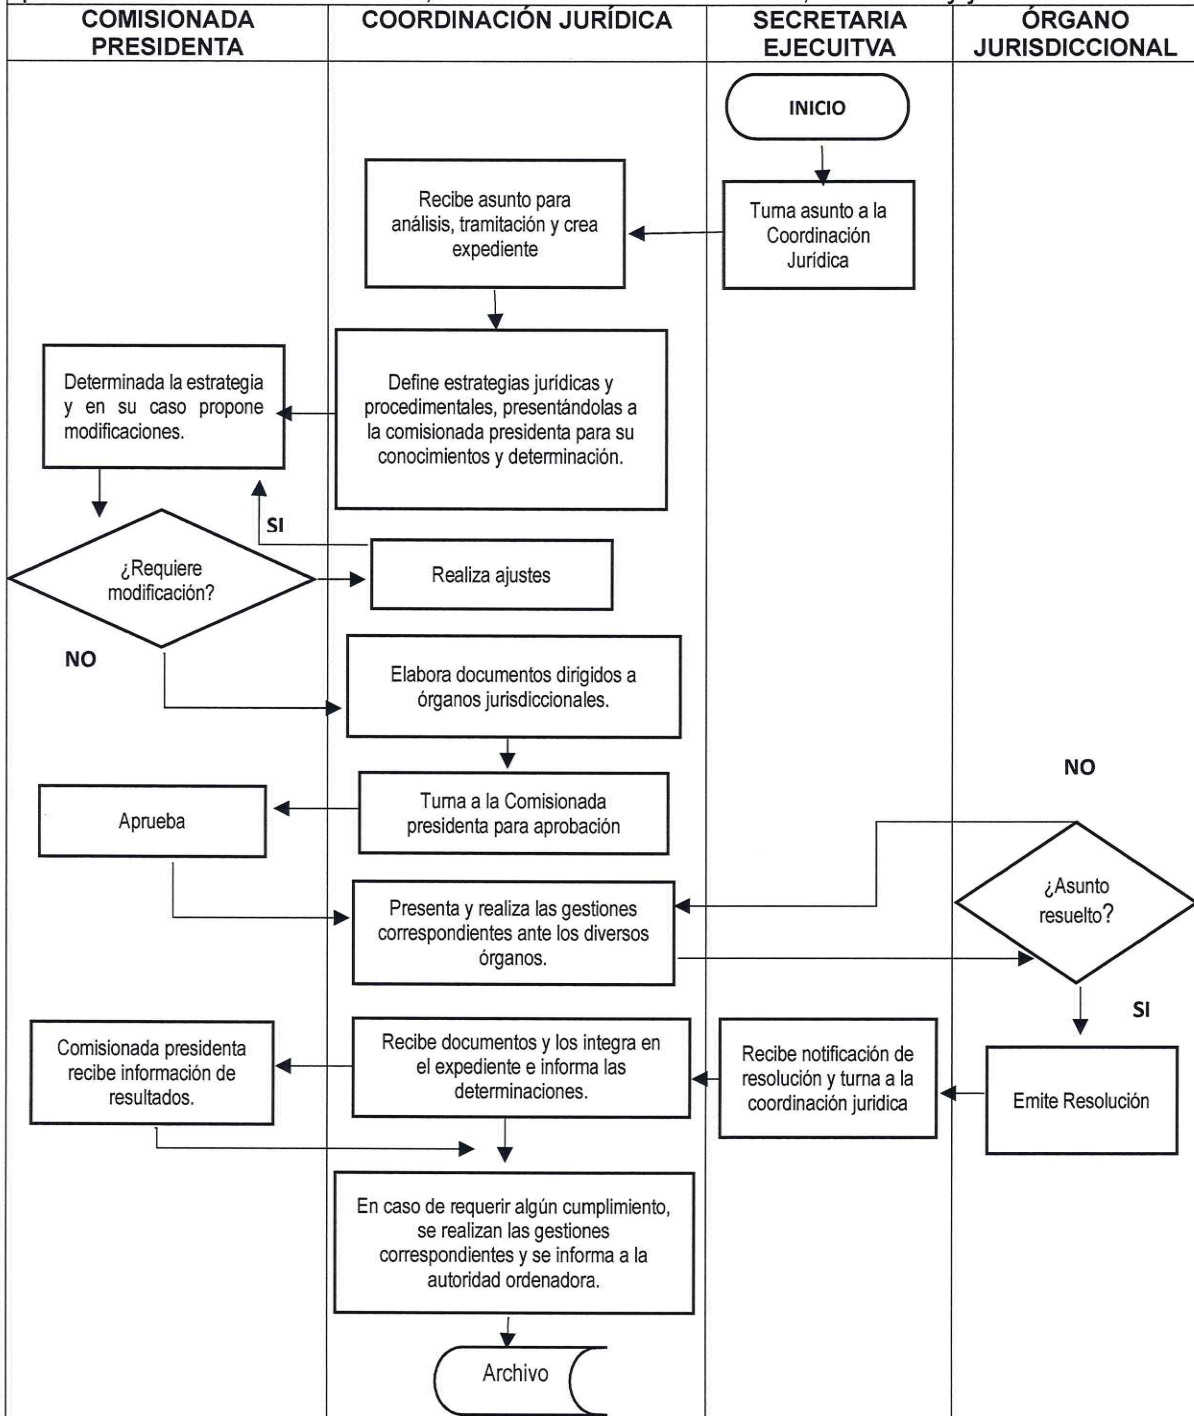 COMISIONADA
PRESIDENTA
COORDINACIÓN JURÍDICA
SECRETARIA
EJECUITVA
ÓRGANO
JURISDICCIONAL
INICIO
Turna asunto a la
Coordinación
Jurídica
Recibe asunto para
análisis, tramitación y crea
expediente
Define estrategias jurídicas y
procedimentales, presentándolas a
la comisionada presidenta para su
conocimientos y determinación.
Determinada la estrategia
y en su caso propone
modificaciones.
¿Requiere
modificación?
SI
Realiza ajustes
NO
Elabora documentos dirigidos a
órganos jurisdiccionales.
Turna a la Comisionada
presidenta para aprobación
Aprueba
Presenta y realiza las gestiones
correspondientes ante los diversos
órganos.
NO
¿Asunto
resuelto?
SI
Emite Resolución
Recibe notificación de
resolución y turna a la
coordinación juridica
Recibe documentos y los integra en
el expediente e informa las
determinaciones.
Comisionada presidenta
recibe información de
resultados.
En caso de requerir algún cumplimiento,
se realizan las gestiones
correspondientes y se informa a la
autoridad ordenadora.
Archivo